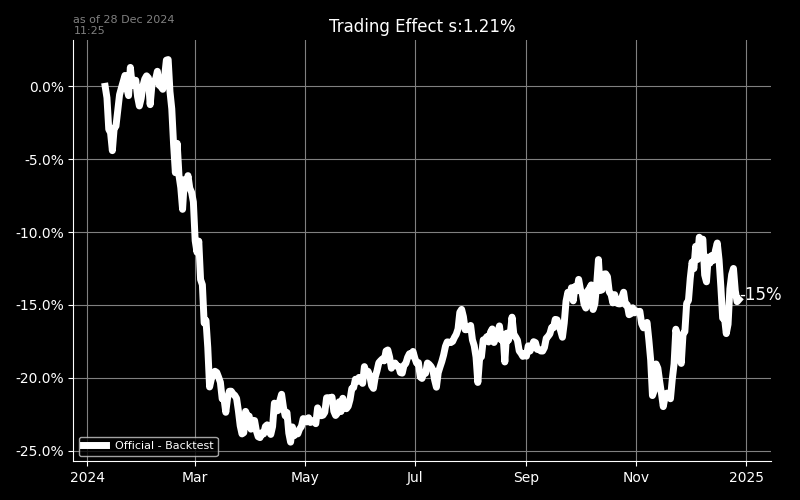 as of 28 Dec 2024
11:25
Trading Effect s:1.21%
0.0%
-5.0%
-10.0%
-15.0%
-20.0%
-25.0%
-15%
Official - Backtest
2024 Mar May Jul Sep Nov 2025